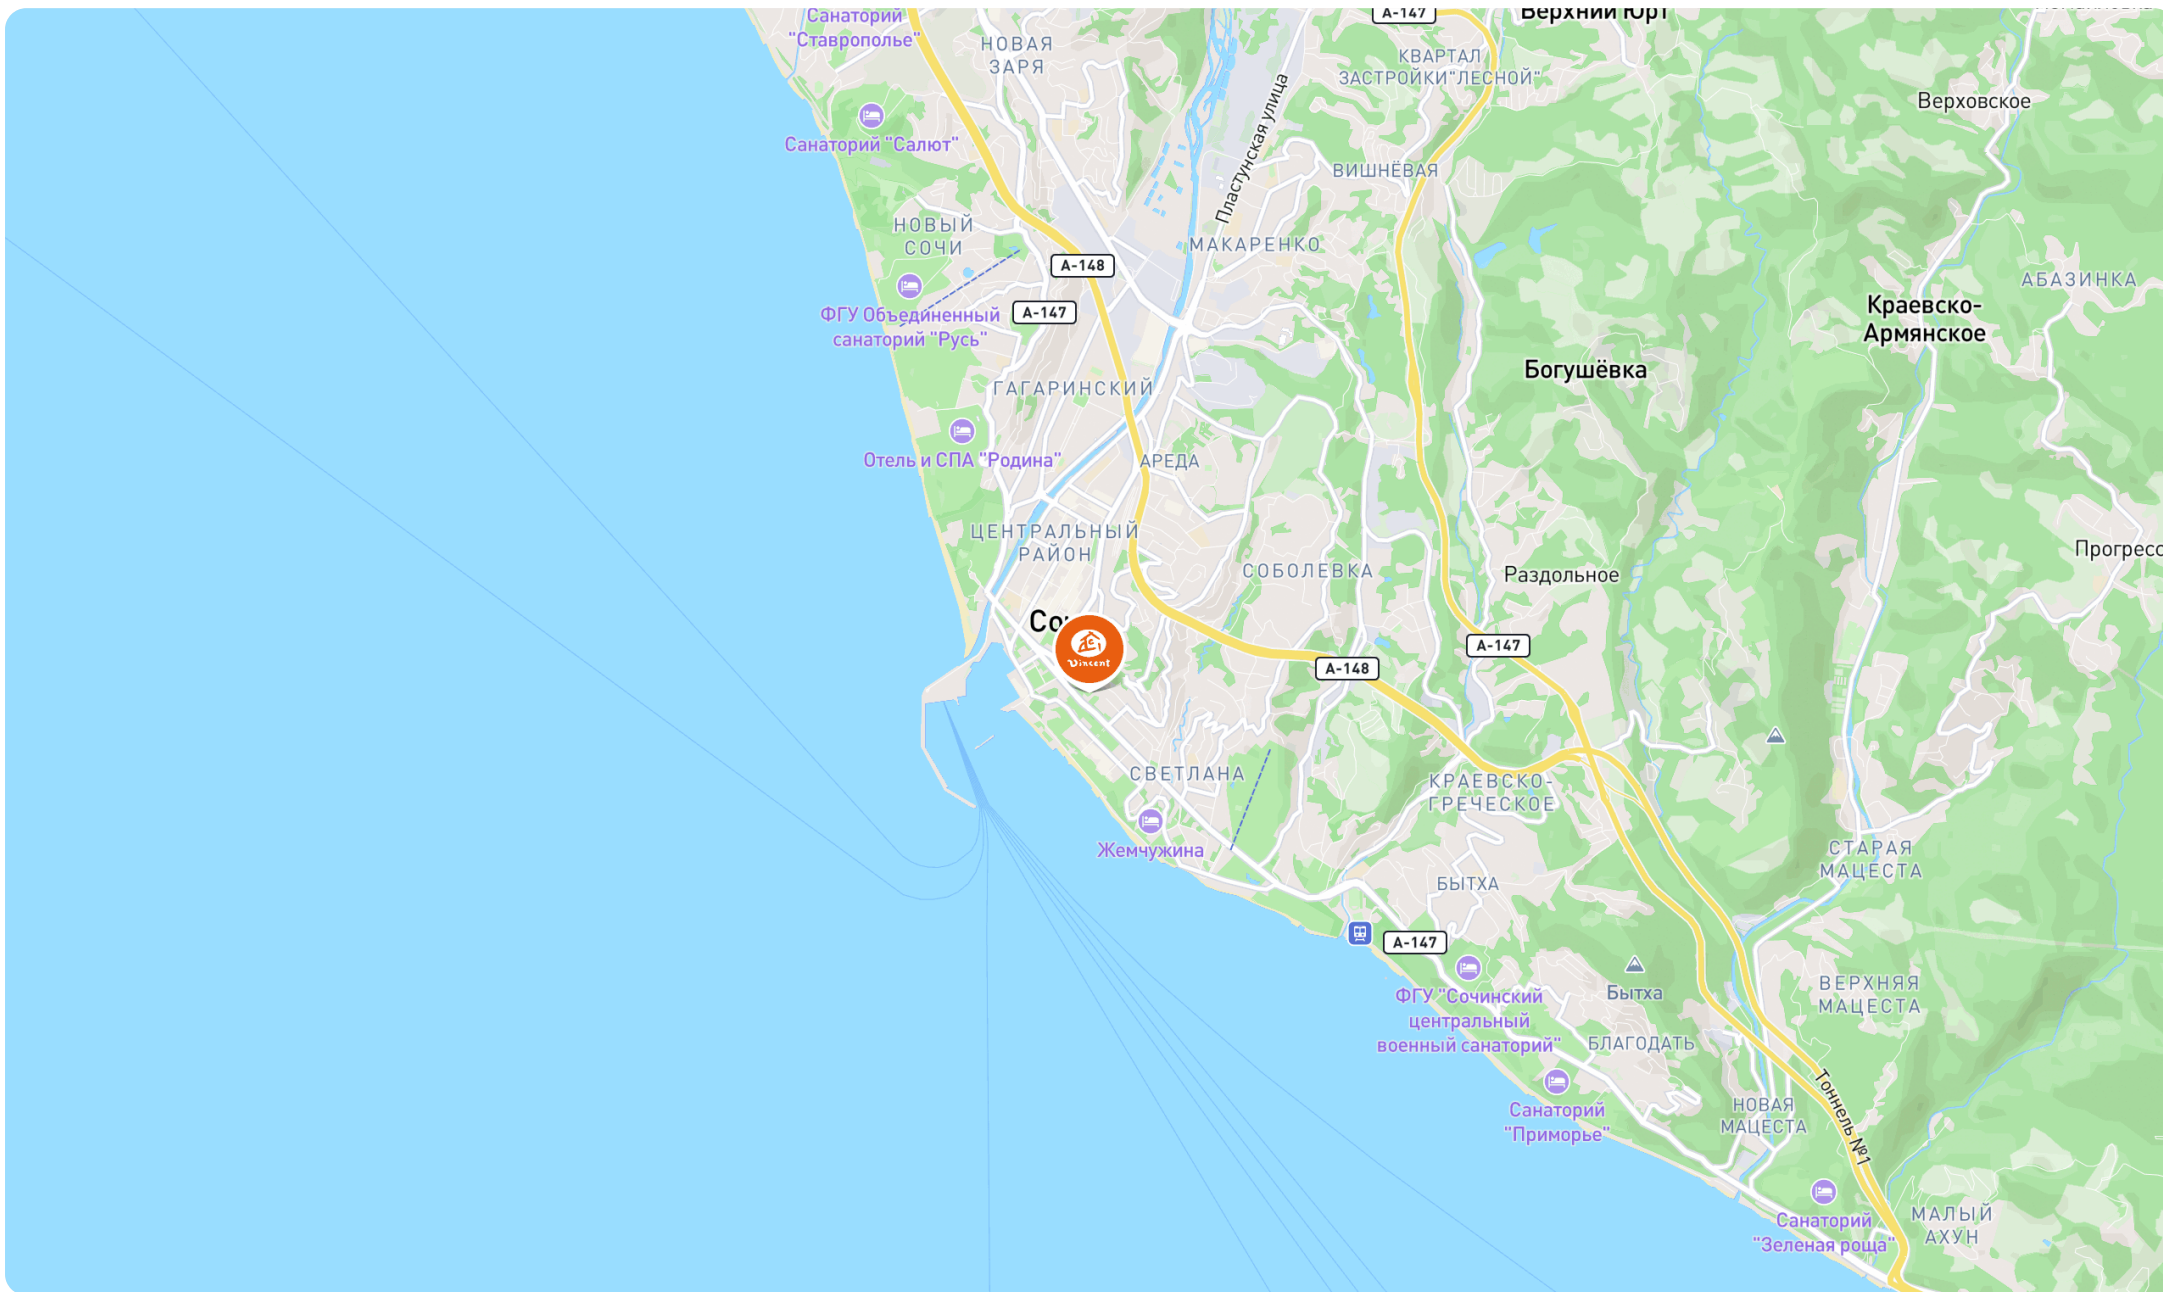 Санаторий
"Ставрополье"
НОВАЯ
ЗАРЯ
А-147
Верхний Юрт
КВАРТАЛ
ЗАСТРОЙКИ"ЛЕСНОЙ"
Пластунская улица
Верховское
Санаторий "Салют"
ВИШНЁВАЯ
НОВЫЙ
СОЧИ
МАКАРЕНКО
А-148
АБАЗИНКА
Краевско-
Армянское
А-147
ФГУ Объединенный
санаторий "Русь"
Богушёвка
ГАГАРИНСКИЙ
Отель и СПА "Родина"
АРЕДА
ЦЕНТРАЛЬНЫЙ
РАЙОН
Прогресс
СОБОЛЕВКА
Раздольное
Со
Vincent
А-147
А-148
СВЕТЛАНА
КРАЕВСКО-
ГРЕЧЕСКОЕ
Жемчужина
СТАРАЯ
МАЦЕСТА
БЫТХА
А-147
ФГУ "Сочинский
центральный
военный санаторий"
Бытха
ВЕРХНЯЯ
МАЦЕСТА
БЛАГОДАТЬ
Санаторий
"Приморье"
НОВАЯ
МАЦЕСТА
Тоннель №1
Санаторий
"Зеленая роща"
МАЛЫЙ
АХУН